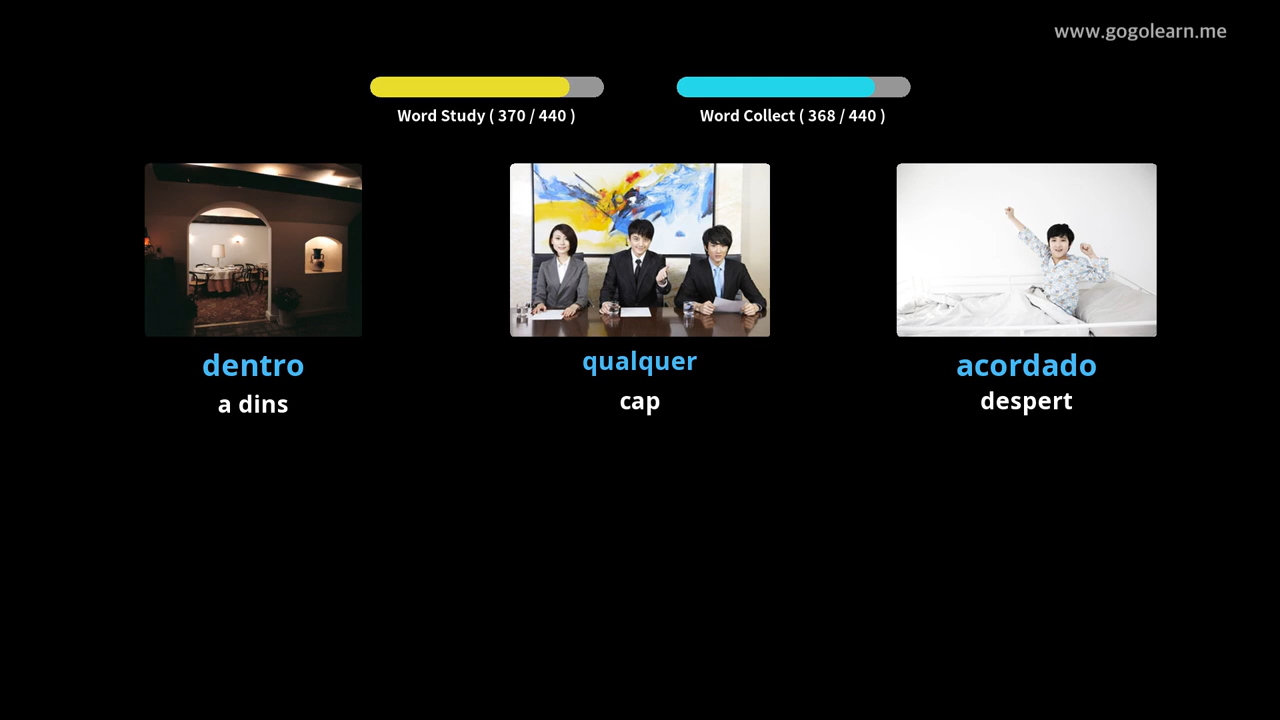 www.gogolearn.me
Word Study ( 370 / 440 )
Word Collect ( 368 / 440 )
dentro
a dins
qualquer
cap
acordado
despert